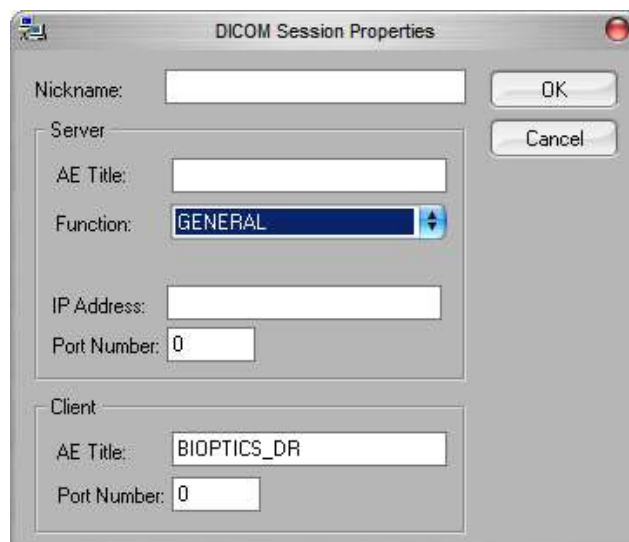 DICOM Session Properties
Nickname:
OK
Cancel
Server
AE Title:
Function: GENERAL
IP Address:
Port Number: 0
Client
AE Title: BIOPTICS_DR
Port Number: 0